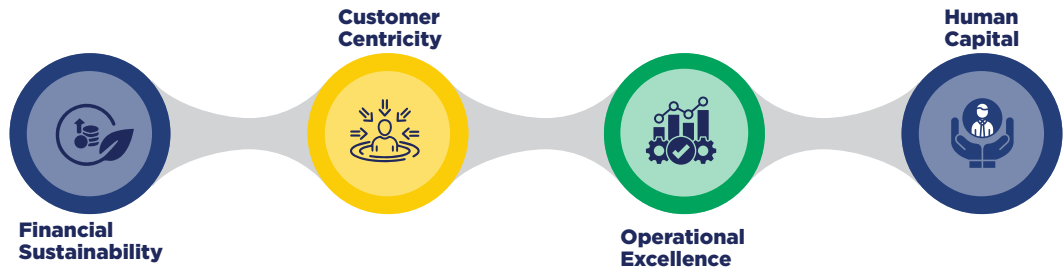 Financial
Sustainability
Customer
Centricity
Operational
Excellence
Human
Capital